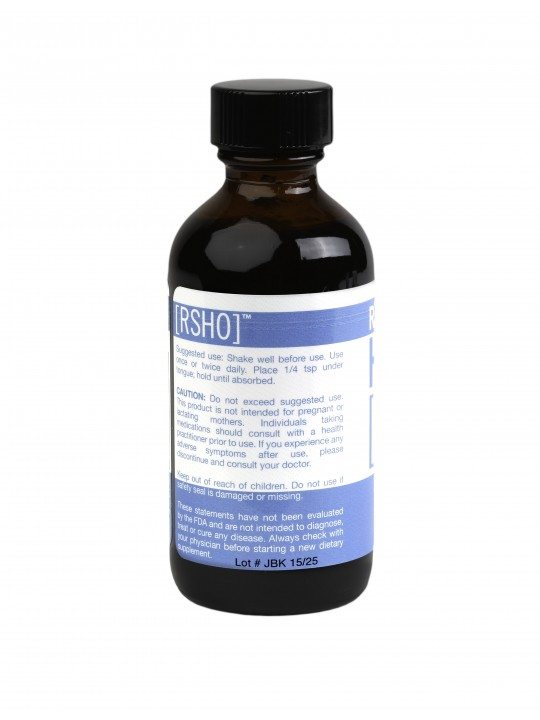 [RSHO]™
Suggested use: Shake well before use. Use
once or twice daily. Place 1/4 tsp under
tongue; hold until absorbed.
CAUTION: Do not exceed suggested use.
This product is not intended for pregnant or
lactating mothers. Individuals taking
medications should consult with a health
practitioner prior to use. If you experience any
adverse symptoms after use, please
discontinue and consult your doctor.
Keep out of reach of children. Do not use if
safety seal is damaged or missing.
These statements have not been evaluated
by the FDA and are not intended to diagnose,
treat or cure any disease. Always check with
your physician before starting a new dietary
supplement.
Lot # JBK 15/25
R